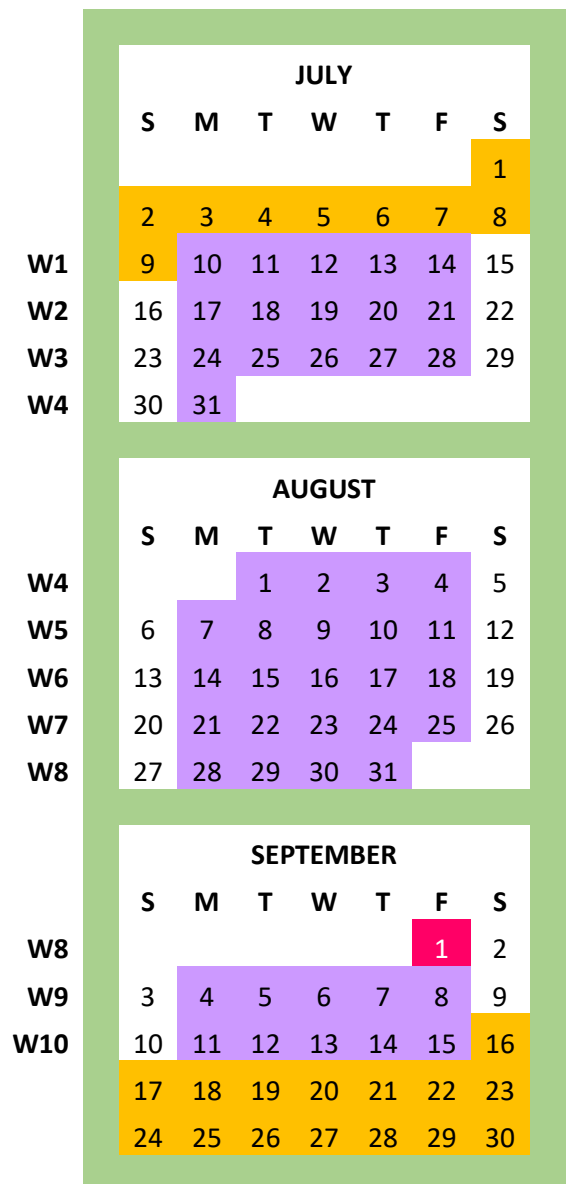 JULY
S M T W T F S
1
2 3 4 5 6 7 8
W1 9 10 11 12 13 14 15
W2 16 17 18 19 20 21 22
W3 23 24 25 26 27 28 29
W4 30 31
AUGUST
S M T W T F S
W4 1 2 3 4 5
W5 6 7 8 9 10 11 12
W6 13 14 15 16 17 18 19
W7 20 21 22 23 24 25 26
W8 27 28 29 30 31
SEPTEMBER
S M T W T F S
W8 1 2
W9 3 4 5 6 7 8 9
W10 10 11 12 13 14 15 16
17 18 19 20 21 22 23
24 25 26 27 28 29 30